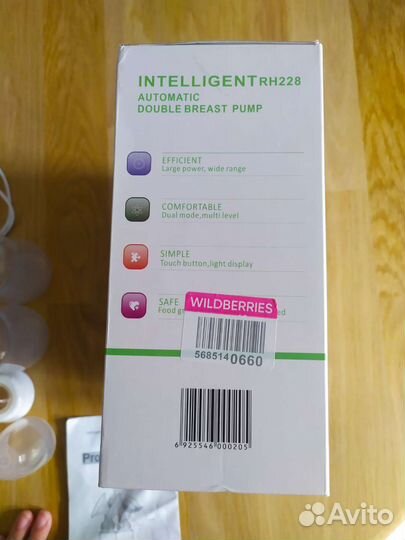 INTELLIGENT RH228
AUTOMATIC
DOUBLE BREAST PUMP
EFFICIENT
Large power, wide range
COMFORTABLE
Dual mode,multi level
SIMPLE
Touch button,light display
SAFE
WILDBERRIES
Food
5685140660
6925546000205
Avito